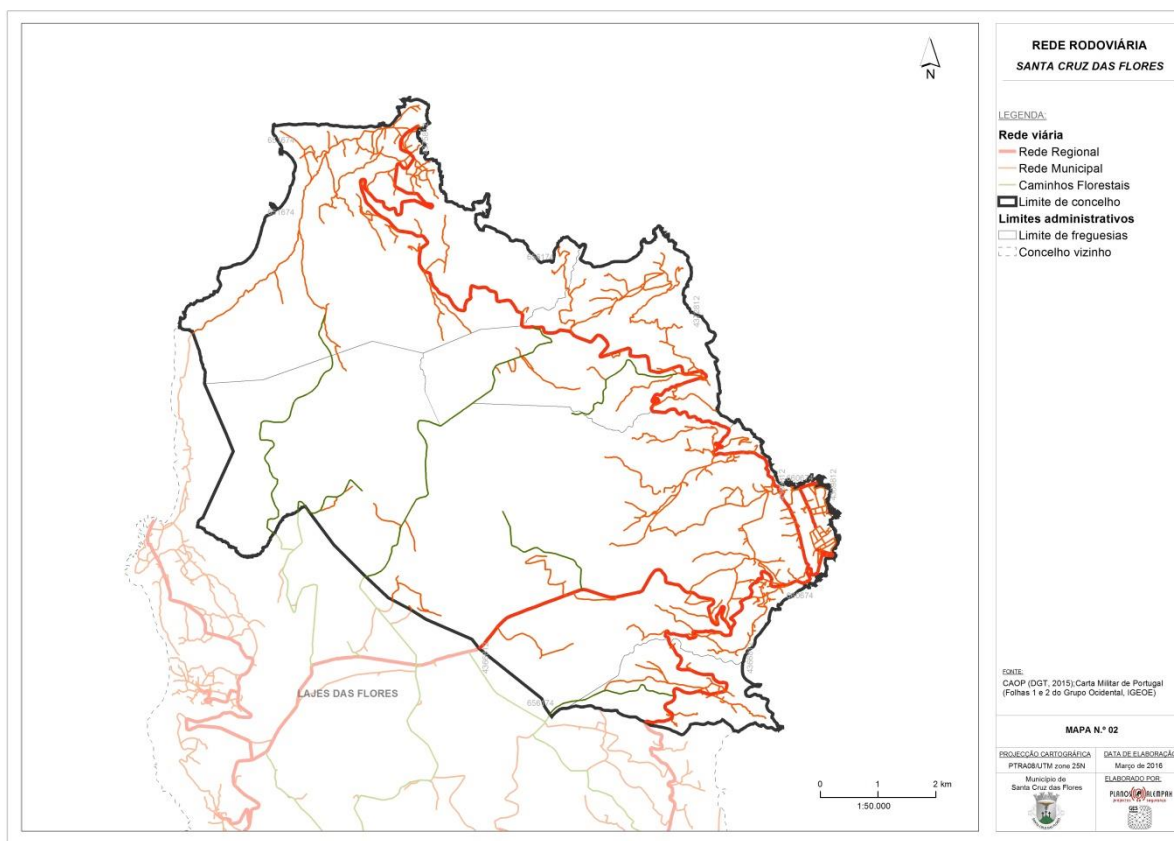 N
LAJES DAS FLORES
0 1 2 km
1:50.000
REDE RODOVIÁRIA
SANTA CRUZ DAS FLORES
LEGENDA:
Rede viária
Rede Regional
Rede Municipal
Caminhos Florestais
Limite de concelho
Limites administrativos
Limite de freguesias
Concelho vizinho
FONTE:
CAOP (DGT, 2015);Carta Militar de Portugal
(Folhas 1 e 2 do Grupo Ocidental, IGEOE)
MAPA N.º 02
PROJECÇÃO CARTOGRÁFICA
PTRA08/UTM zone 25N
DATA DE ELABORAÇÃO
Março de 2016
Município de
Santa Cruz das Flores
ELABORADO POR: